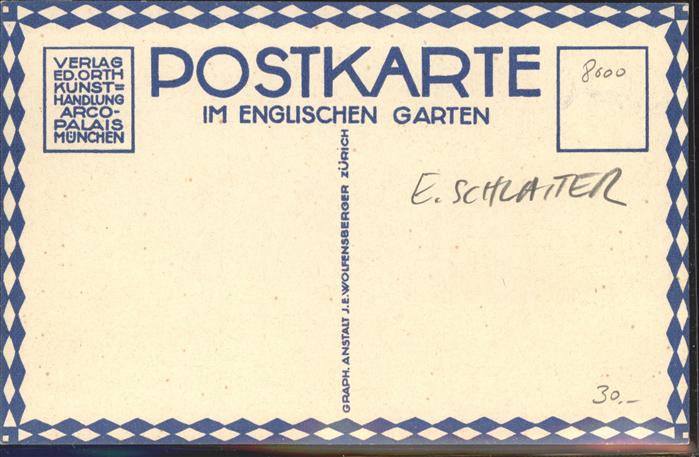 VERLAG
ED. ORTH
KUNST=
HANDLUNG
ARCO-
PALAIS
MÜNCHEN
POSTKARTE
IM ENGLISCHEN GARTEN
8600
GRAPH. ANSTALT J.E. WOLFENSBERGER ZÜRICH
E. SCHLATTER
30.–